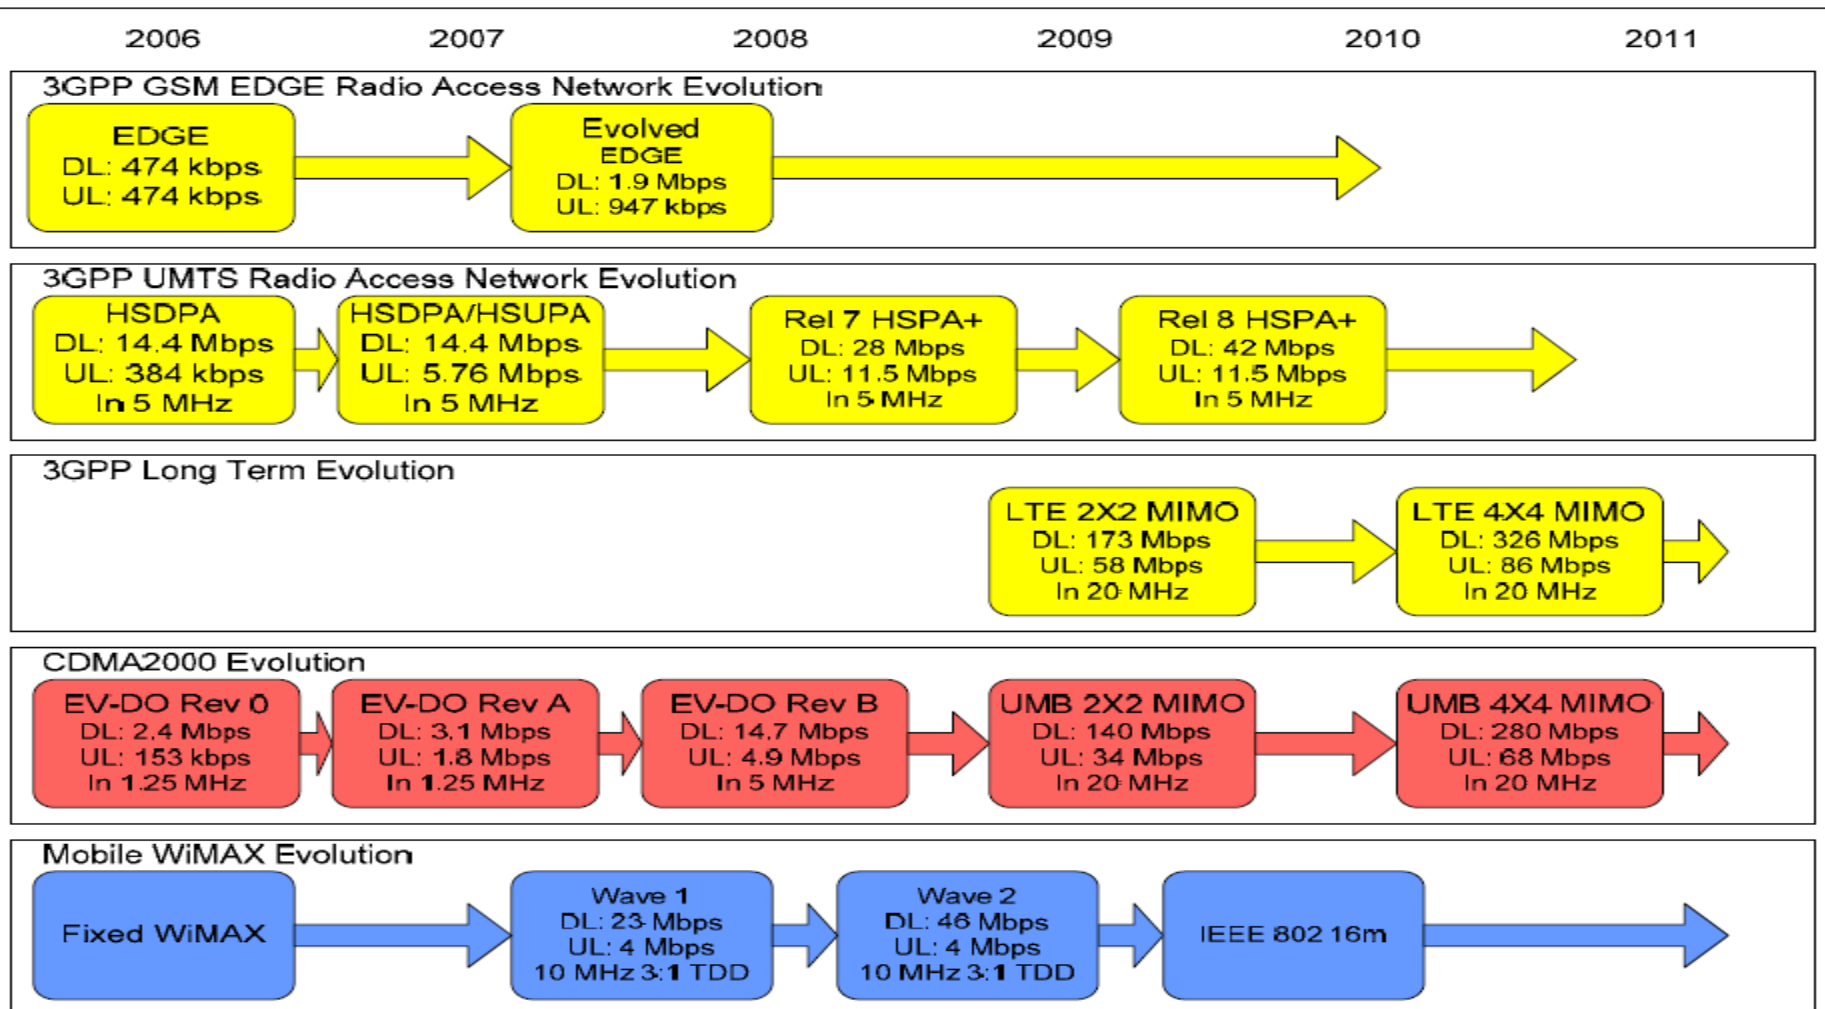 2006 2007 2008 2009 2010 2011
3GPP GSM EDGE Radio Access Network Evolution
EDGE
DL: 474 kbps
UL: 474 kbps
Evolved
EDGE
DL: 1.9 Mbps
UL: 947 kbps
3GPP UMTS Radio Access Network Evolution
HSDPA
DL: 14.4 Mbps
UL: 384 kbps
In 5 MHz
HSDPA/HSUPA
DL: 14.4 Mbps
UL: 5.76 Mbps
In 5 MHz
Rel 7 HSPA+
DL: 28 Mbps
UL: 11.5 Mbps
In 5 MHz
Rel 8 HSPA+
DL: 42 Mbps
UL: 11.5 Mbps
In 5 MHz
3GPP Long Term Evolution
LTE 2X2 MIMO
DL: 173 Mbps
UL: 58 Mbps
In 20 MHz
LTE 4X4 MIMO
DL: 326 Mbps
UL: 86 Mbps
In 20 MHz
CDMA2000 Evolution
EV-DO Rev 0
DL: 2.4 Mbps
UL: 153 kbps
In 1.25 MHz
EV-DO Rev A
DL: 3.1 Mbps
UL: 1.8 Mbps
In 1.25 MHz
EV-DO Rev B
DL: 14.7 Mbps
UL: 4.9 Mbps
In 5 MHz
UMB 2X2 MIMO
DL: 140 Mbps
UL: 34 Mbps
In 20 MHz
UMB 4X4 MIMO
DL: 280 Mbps
UL: 68 Mbps
In 20 MHz
Mobile WiMAX Evolution
Fixed WiMAX
Wave 1
DL: 23 Mbps
UL: 4 Mbps
10 MHz 3:1 TDD
Wave 2
DL: 46 Mbps
UL: 4 Mbps
10 MHz 3:1 TDD
IEEE 802 16m